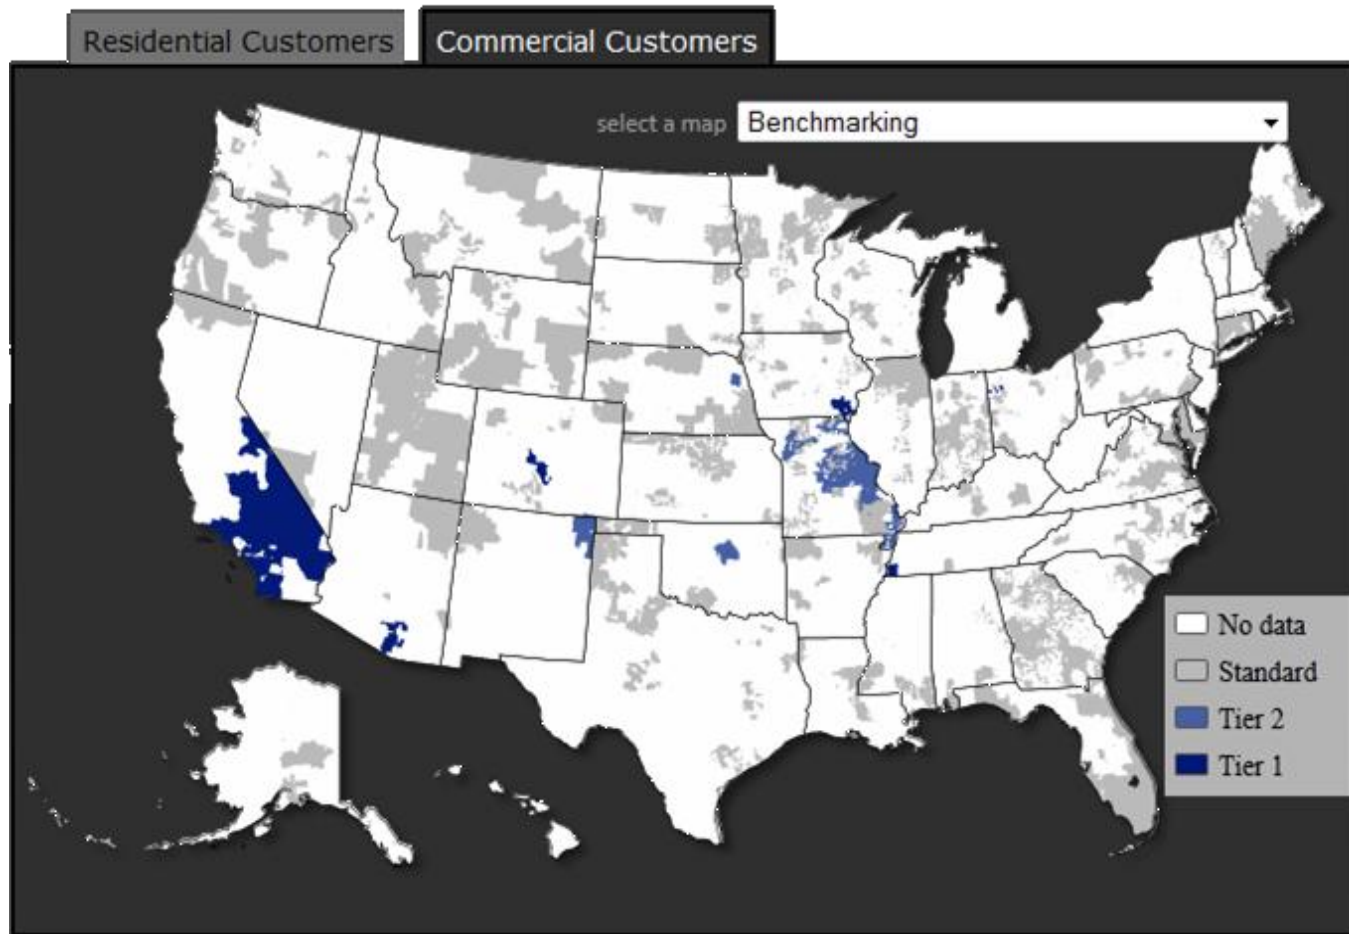 Residential Customers
Commercial Customers
select a map
Benchmarking
No data
Standard
Tier 2
Tier 1